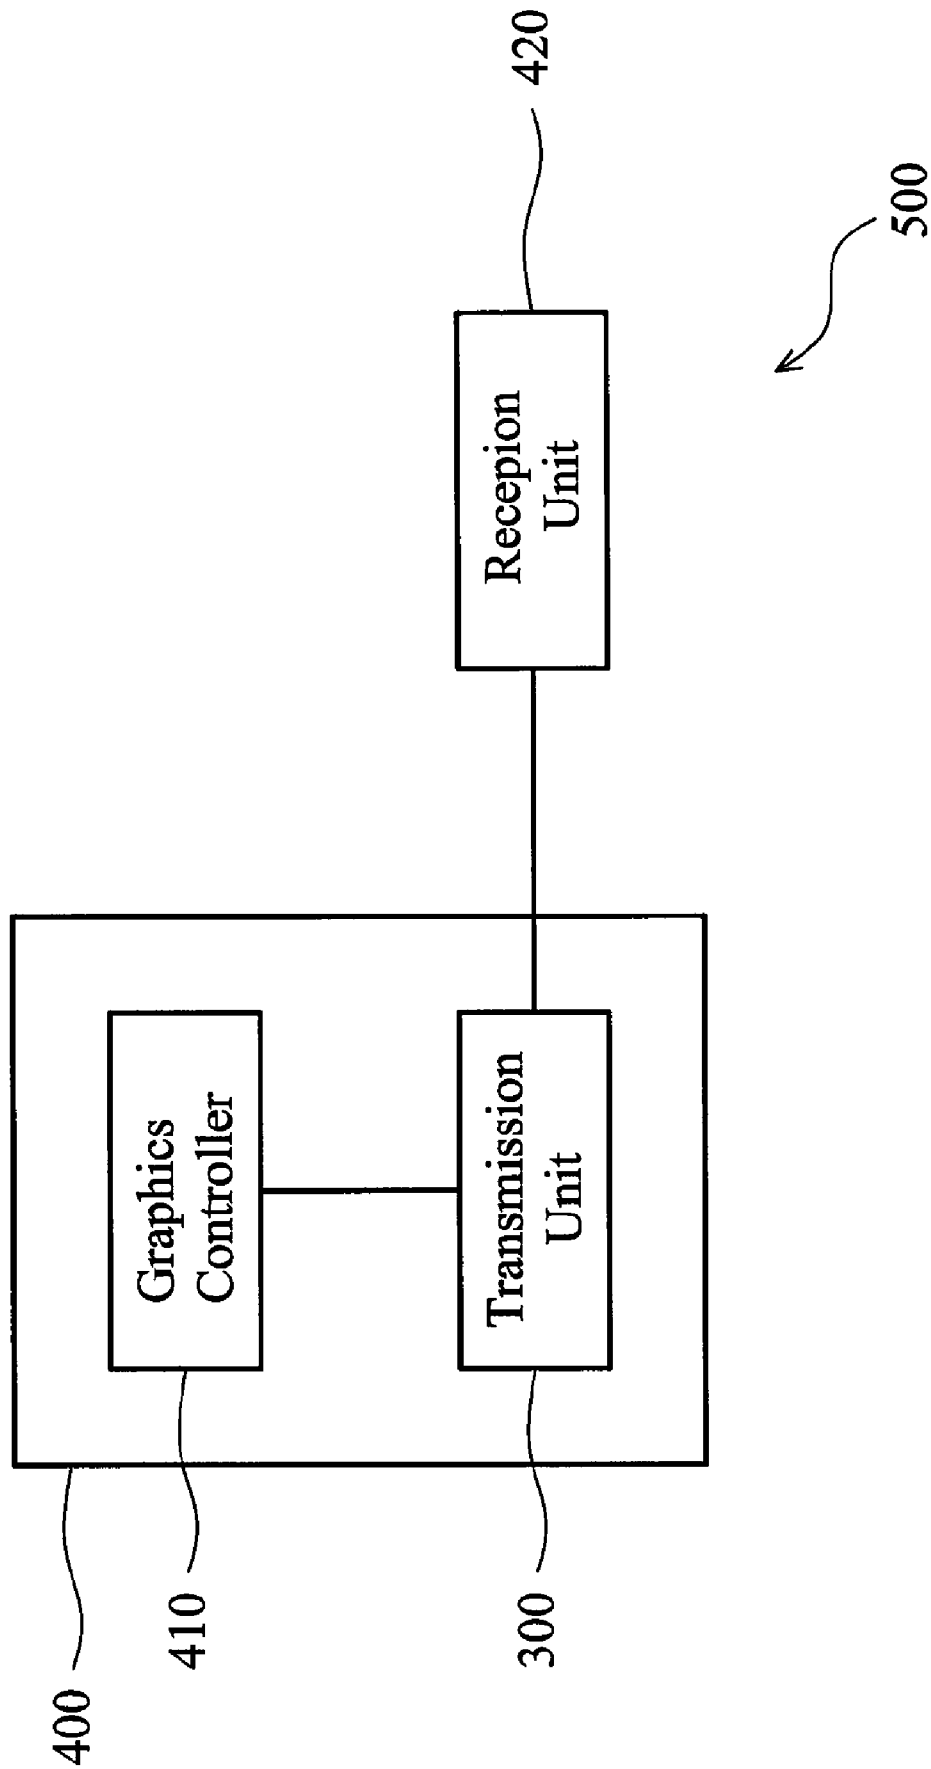 400
410
Graphics
Controller
300
Transmission
Unit
Recepion
Unit
420
500